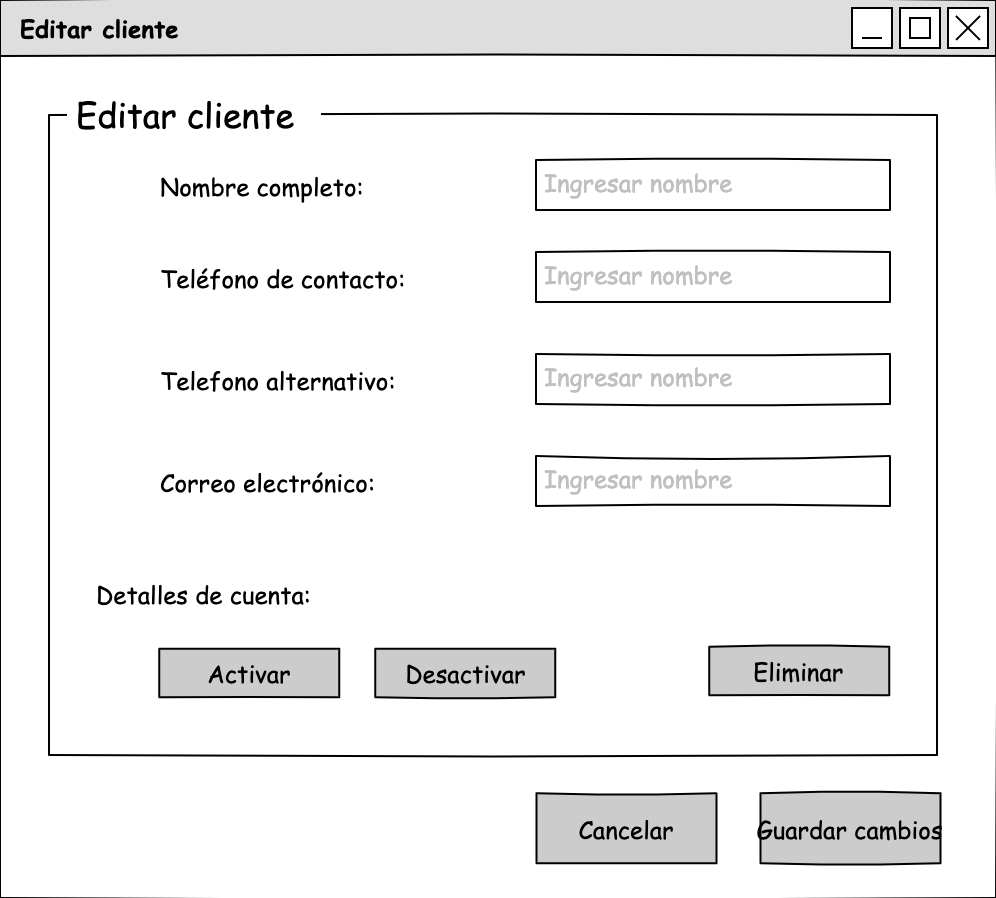 Editar cliente
Editar cliente
Nombre completo:
Ingresar nombre
Teléfono de contacto:
Ingresar nombre
Telefono alternativo:
Ingresar nombre
Correo electrónico:
Ingresar nombre
Detalles de cuenta:
Activar
Desactivar
Eliminar
Cancelar
Guardar cambios